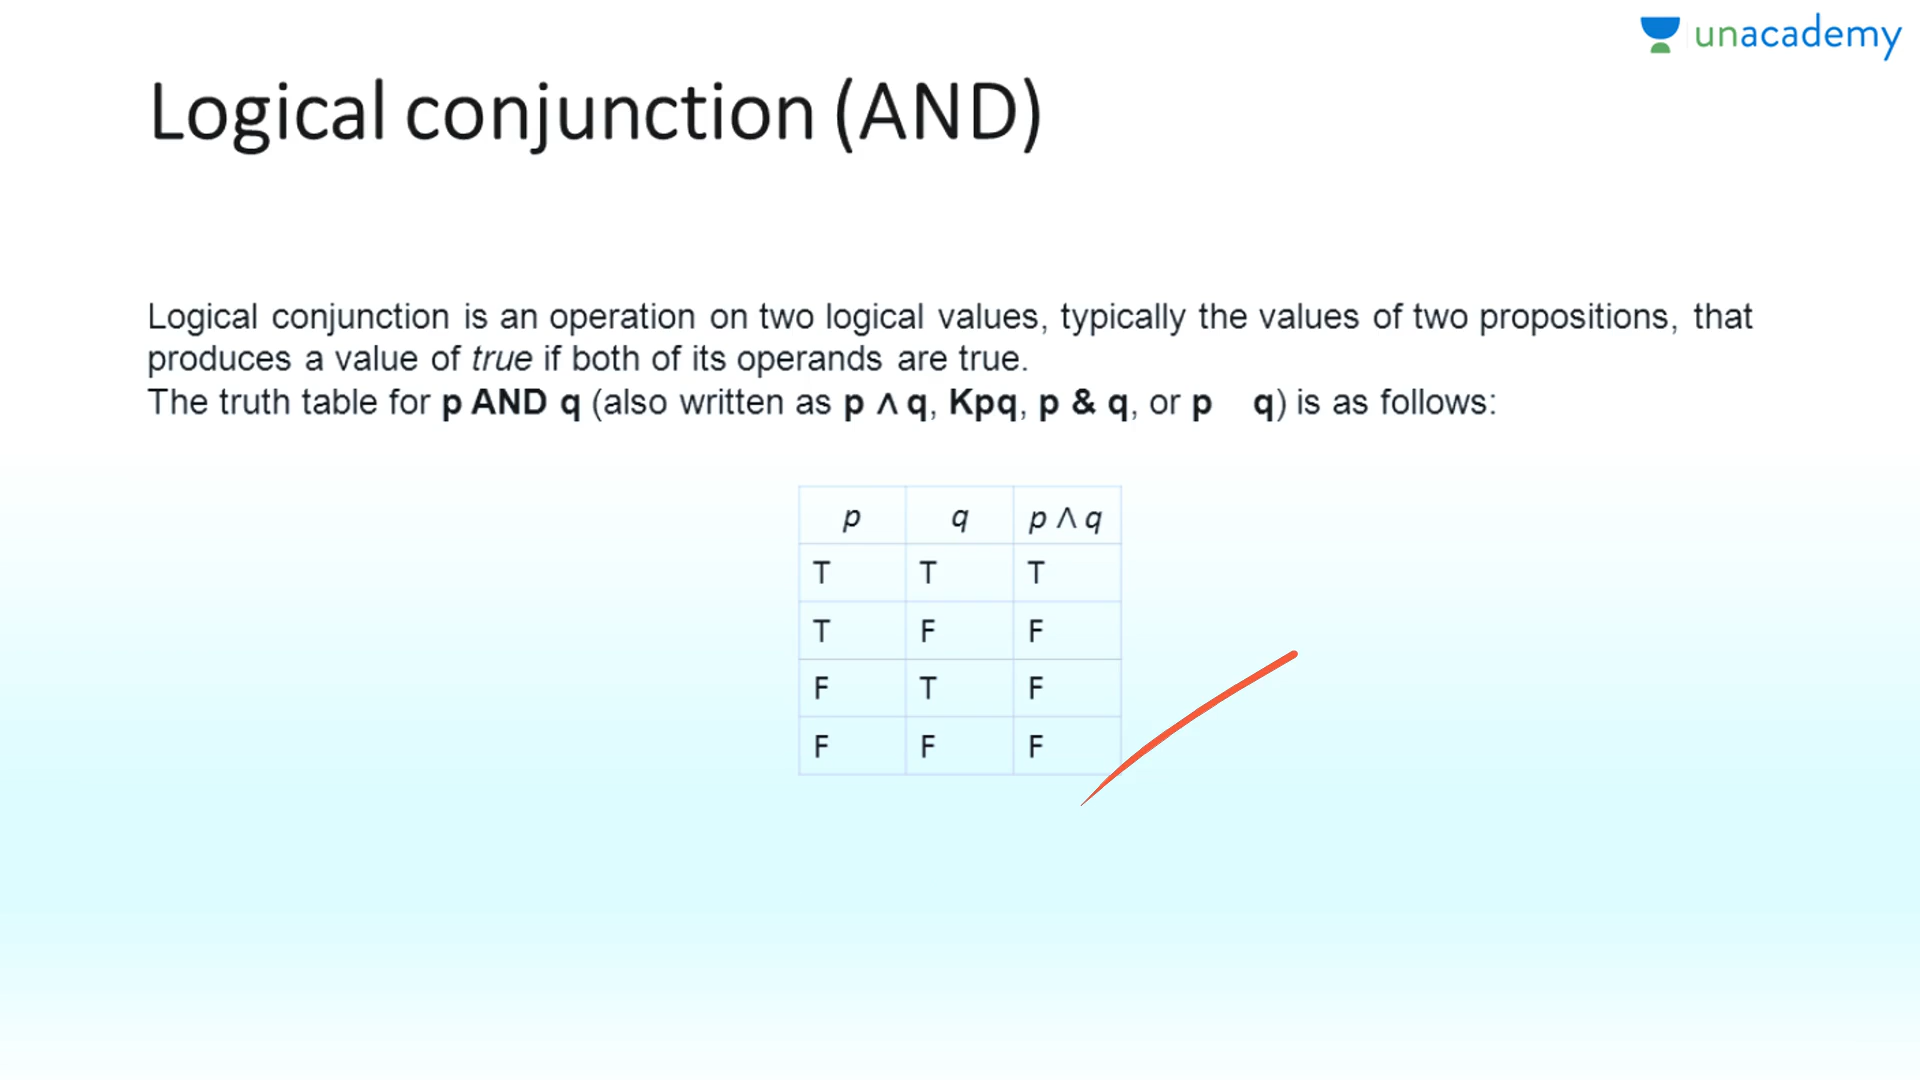 unacademy
Logical conjunction (AND)
Logical conjunction is an operation on two logical values, typically the values of two propositions, that
produces a value of true if both of its operands are true.
The truth table for p AND q (also written as p ∧ q, Kpq, p & q, or p q) is as follows:
p q p ∧ q
T T T
T F F
F T F
F F F